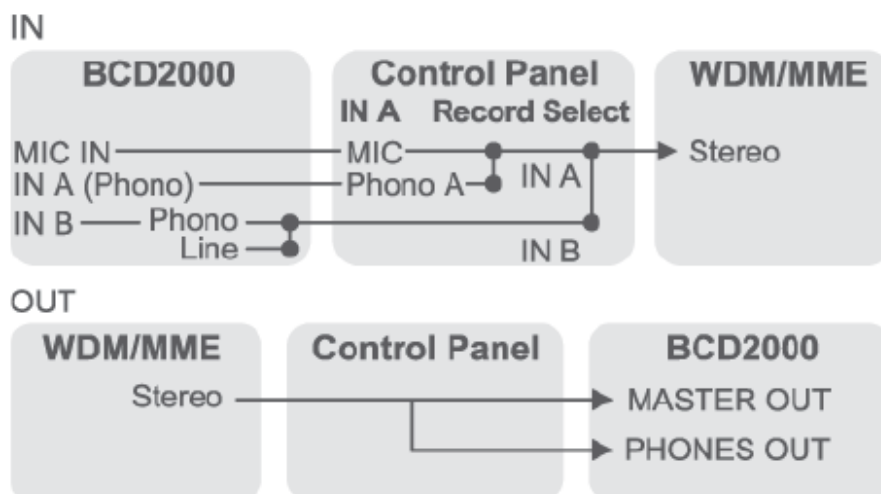 IN
BCD2000 Control Panel WDM/MME
IN A Record Select
MIC IN MIC Stereo
IN A (Phono) Phono A IN A
IN B Phono
Line IN B
OUT
WDM/MME Control Panel BCD2000
Stereo MASTER OUT
PHONES OUT